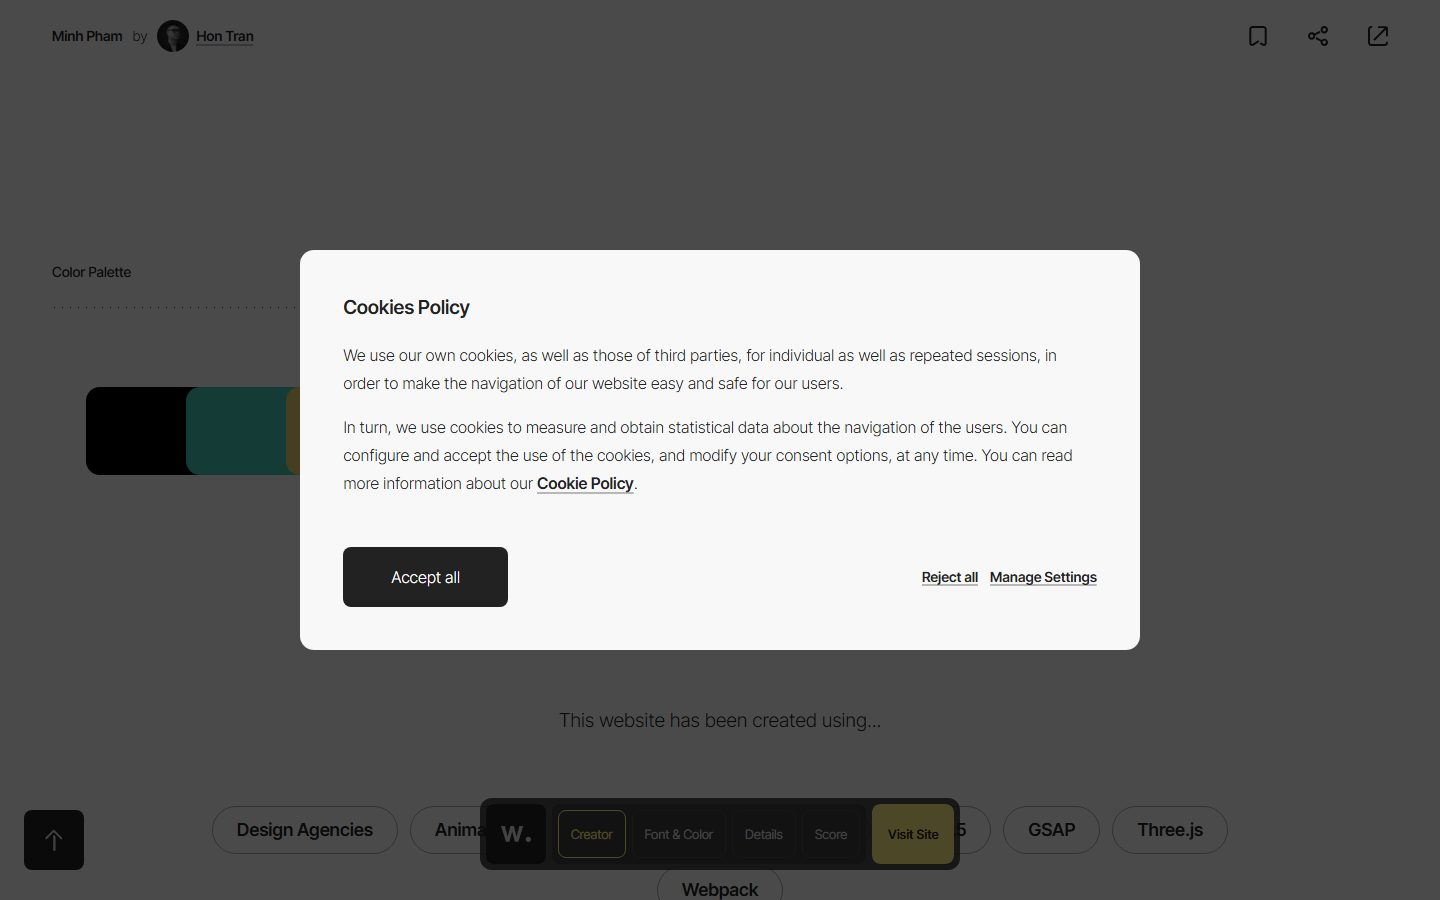 Minh Pham by Hon Tran
Color Palette
Cookies Policy
We use our own cookies, as well as those of third parties, for individual as well as repeated sessions, in
order to make the navigation of our website easy and safe for our users.
In turn, we use cookies to measure and obtain statistical data about the navigation of the users. You can
configure and accept the use of the cookies, and modify your consent options, at any time. You can read
more information about our Cookie Policy.
Accept all
Reject all Manage Settings
This website has been created using...
Design Agencies
GSAP
Three.js
W.
Creator
Font & Color
Details
Score
Visit Site
Webpack